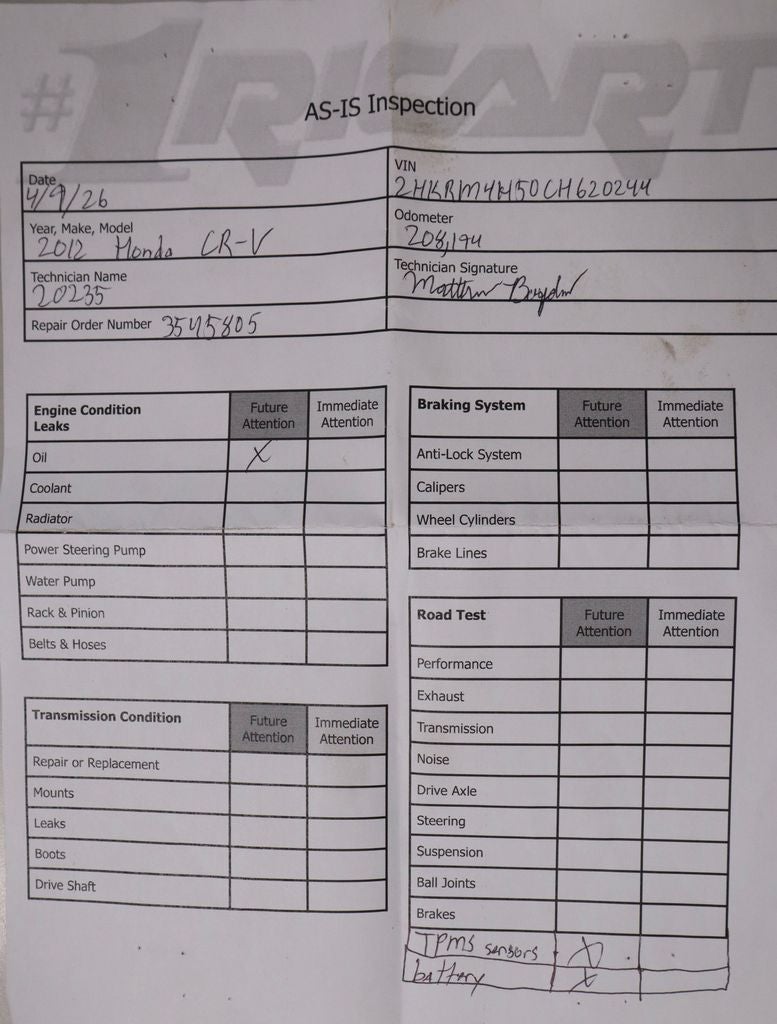 #1 RICART
AS-IS Inspection
Date
4/9/26
VIN
2HKRM4H50CH620244
Year, Make, Model
2012 Honda CR-V
Odometer
208,194
Technician Name
20235
Technician Signature
Matthew
Repair Order Number 3545805
Engine Condition
Leaks
Future Attention
Immediate Attention
Oil X
Coolant
Radiator
Power Steering Pump
Water Pump
Rack & Pinion
Belts & Hoses
Transmission Condition
Future Attention
Immediate Attention
Repair or Replacement
Mounts
Leaks
Boots
Drive Shaft
Braking System
Future Attention
Immediate Attention
Anti-Lock System
Calipers
Wheel Cylinders
Brake Lines
Road Test
Future Attention
Immediate Attention
Performance
Exhaust
Transmission
Noise
Drive Axle
Steering
Suspension
Ball Joints
Brakes
TPMS sensors X
battery X